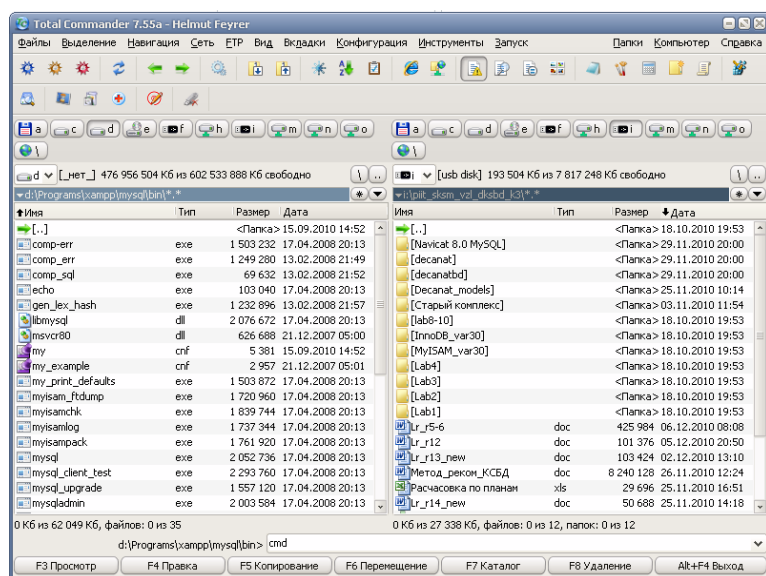 Total Commander 7.55a - Helmut Feyrer
Файлы Выделение Навигация Сеть FTP Вид Вкладки Конфигурация Инструменты Запуск Папки Компьютер Справка
a c d e f h i m n o a c d e f h i m n o
\ \
d [_нет_] 476 956 504 Кб из 602 533 888 Кб свободно \ .. i [usb disk] 193 504 Кб из 7 817 248 Кб свободно \ ..
d:\Programs\xampp\mysql\bin\*.* * i:\piit_sksm_vzl_dksbd_k3\*.* *
Имя Тип Размер Дата Имя Тип Размер Дата
[..] <Папка> 15.09.2010 14:52 [..] <Папка> 18.10.2010 19:53
comp-err exe 1 503 232 17.04.2008 20:13 [Navicat 8.0 MySQL] <Папка> 29.11.2010 20:00
comp_err exe 1 249 280 13.02.2008 21:49 [decanat] <Папка> 29.11.2010 20:00
comp_sql exe 69 632 13.02.2008 21:52 [decanatbd] <Папка> 29.11.2010 20:00
echo exe 103 040 17.04.2008 20:13 [Decanat_models] <Папка> 25.11.2010 10:14
gen_lex_hash exe 1 232 896 13.02.2008 21:57 [Старый комплекс] <Папка> 03.11.2010 11:54
libmysql dll 2 076 672 17.04.2008 20:13 [lab8-10] <Папка> 18.10.2010 19:53
msvcr80 dll 626 688 21.12.2007 05:00 [InnoDB_var30] <Папка> 18.10.2010 19:53
my cnf 5 381 15.09.2010 14:52 [MyISAM_var30] <Папка> 18.10.2010 19:53
my_example cnf 2 957 21.12.2007 05:01 [Lab4] <Папка> 18.10.2010 19:53
my_print_defaults exe 1 503 872 17.04.2008 20:13 [Lab3] <Папка> 18.10.2010 19:53
myisam_ftdump exe 1 720 960 17.04.2008 20:13 [Lab2] <Папка> 18.10.2010 19:53
myisamchk exe 1 839 744 17.04.2008 20:13 [Lab1] <Папка> 18.10.2010 19:53
myisamlog exe 1 737 344 17.04.2008 20:13 Lr_r5-6 doc 425 984 06.12.2010 08:08
myisampack exe 1 761 920 17.04.2008 20:13 Lr_r12 doc 101 376 05.12.2010 20:50
mysql exe 2 052 736 17.04.2008 20:13 Lr_r13_new doc 103 424 02.12.2010 13:10
mysql_client_test exe 2 293 760 17.04.2008 20:13 Метод_реком_КСБД doc 8 240 128 26.11.2010 12:24
mysql_upgrade exe 1 557 120 17.04.2008 20:13 Расчасовка по планам xls 29 696 25.11.2010 16:51
mysqladmin exe 2 003 584 17.04.2008 20:13 Lr_r14_new doc 50 688 25.11.2010 14:18
0 Кб из 62 049 Кб, файлов: 0 из 35 0 Кб из 27 338 Кб, файлов: 0 из 12, папок: 0 из 12
d:\Programs\xampp\mysql\bin> cmd
F3 Просмотр F4 Правка F5 Копирование F6 Перемещение F7 Каталог F8 Удаление Alt+F4 Выход